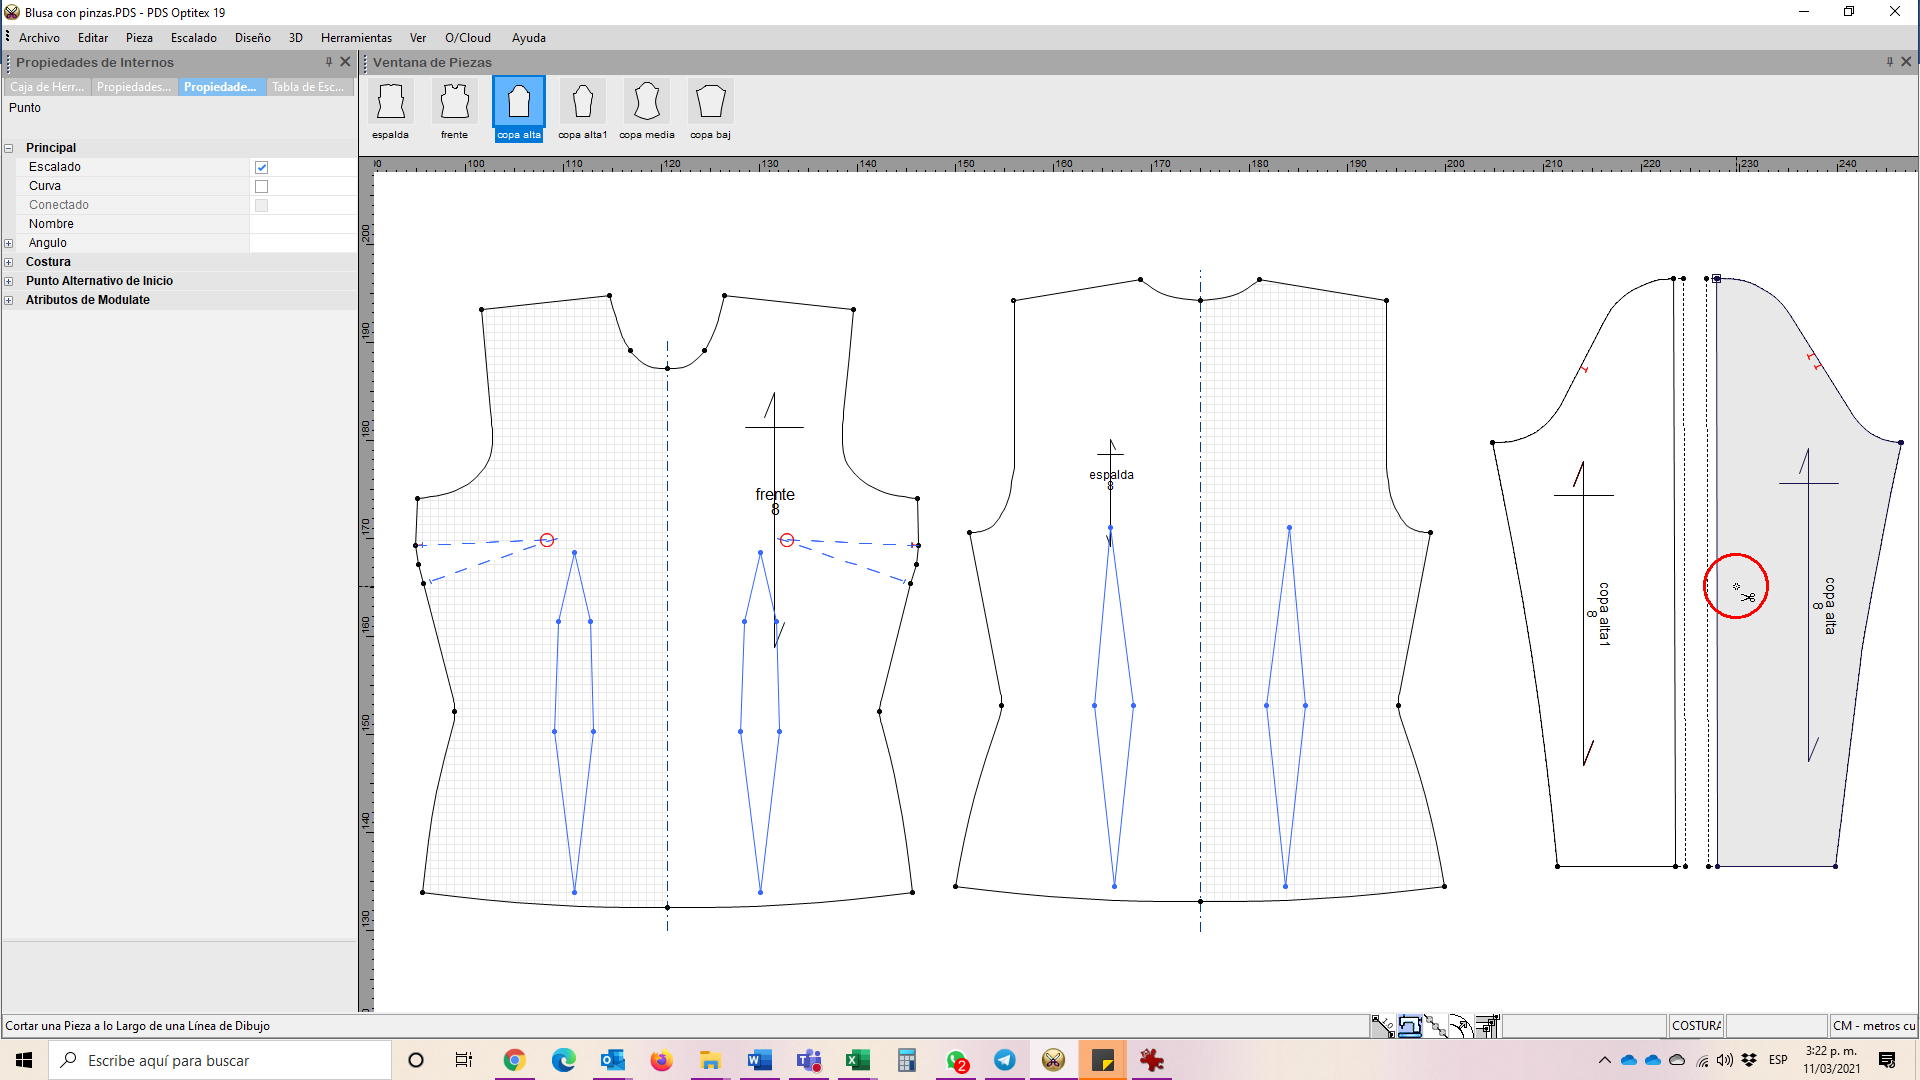 Blusa con pinzas.PDS - PDS Optitex 19
Archivo Editar Pieza Escalado Diseño 3D Herramientas Ver O/Cloud Ayuda
Propiedades de Internos
Caja de Herr... Propiedades... Propiedade... Tabla de Esc...
Punto
Principal
Escalado
Curva
Conectado
Nombre
Angulo
Costura
Punto Alternativo de Inicio
Atributos de Modulate
Ventana de Piezas
espalda frente copa alta copa alta1 copa media copa baj
100 110 120 130 140 150 160 170 180 190 200 210 220 230 240
200
190
180
170
160
150
140
130
frente
8
espalda
8
copa alta1
8
copa alta
8
Cortar una Pieza a lo Largo de una Línea de Dibujo
COSTURA
CM - metros cu
Escribe aquí para buscar
2
ESP
3:22 p. m.
11/03/2021